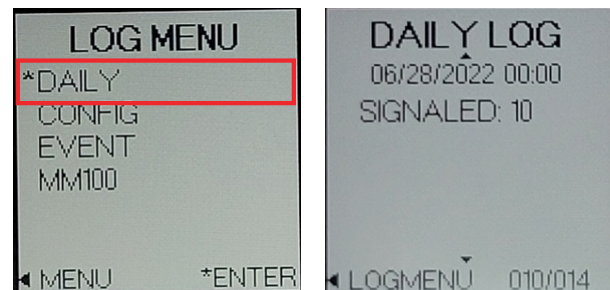 LOG MENU
*DAILY
CONFIG
EVENT
MM100
◄ MENU *ENTER
DAILY LOG
06/28/2022 00:00
SIGNALED: 10
◄ LOGMENU 010/014